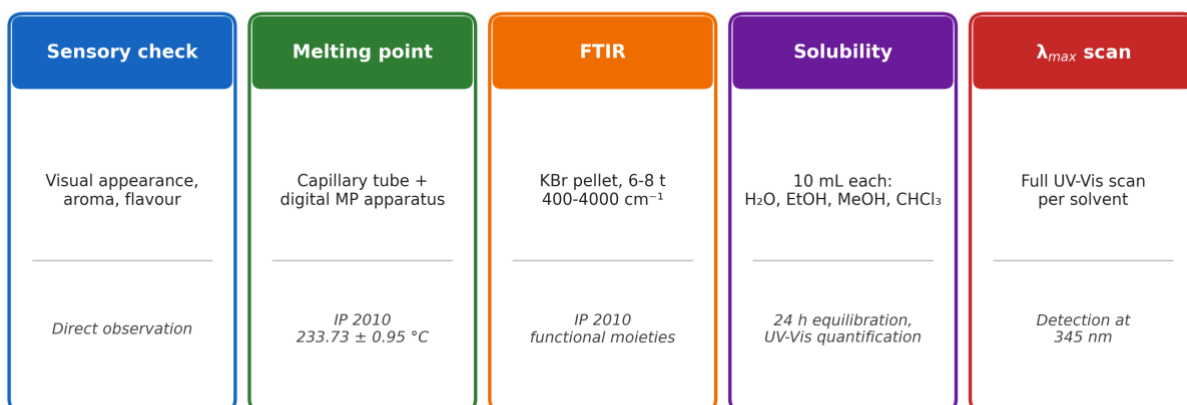 Sensory check
Visual appearance,
aroma, flavour
Direct observation
Melting point
Capillary tube +
digital MP apparatus
IP 2010
233.73 ± 0.95 °C
FTIR
KBr pellet, 6-8 t
400-4000 cm⁻¹
IP 2010
functional moieties
Solubility
10 mL each:
H₂O, EtOH, MeOH, CHCl₃
24 h equilibration,
UV-Vis quantification
λmax scan
Full UV-Vis scan
per solvent
Detection at
345 nm